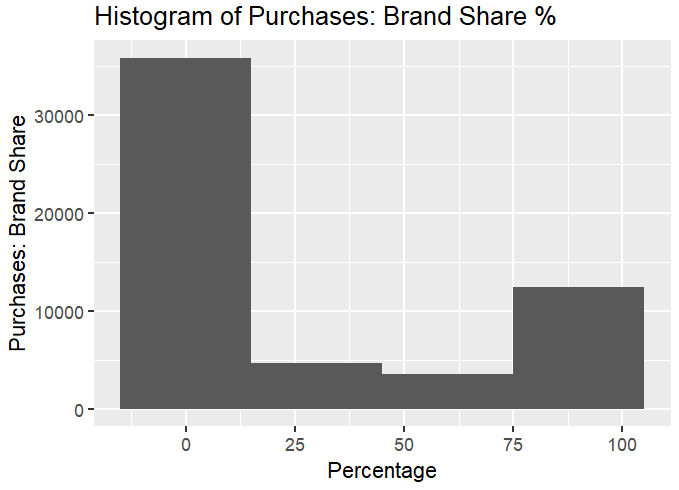 Histogram of Purchases: Brand Share %
Purchases: Brand Share
30000
20000
10000
0
0 25 50 75 100
Percentage